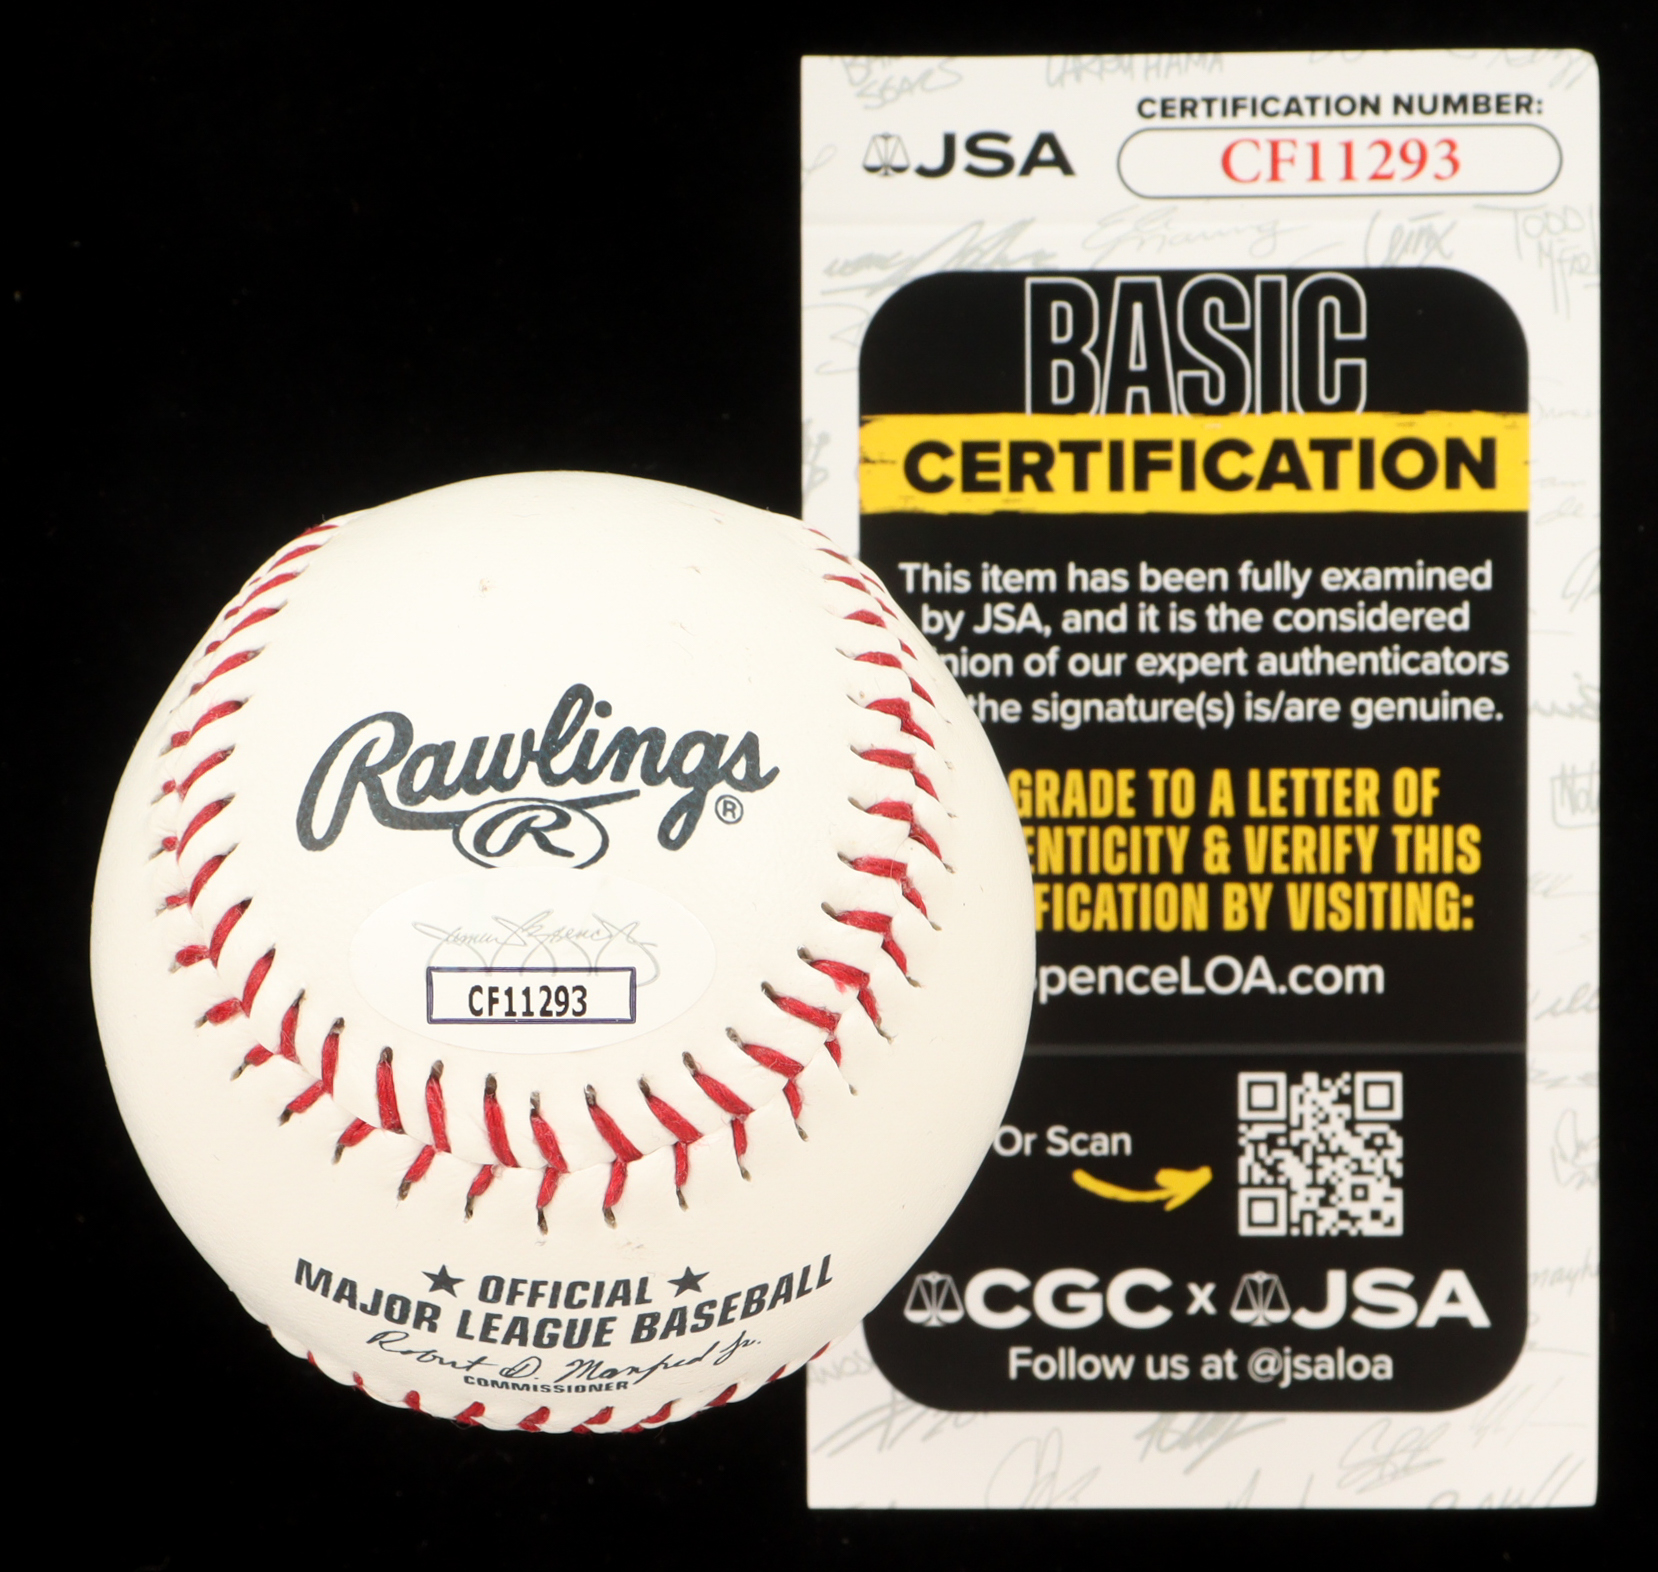 CERTIFICATION NUMBER:
JSA
CF11293
BASIC
CERTIFICATION
This item has been fully examined
by JSA, and it is the considered
nion of our expert authenticators
the signature(s) is/are genuine.
GRADE TO A LETTER OF
ENTICITY & VERIFY THIS
FICATION BY VISITING:
penceLOA.com
Or Scan
CGC x JSA
Follow us at @jsaloa
Rawlings
R
®
James Spence
CF11293
★ OFFICIAL ★
MAJOR LEAGUE BASEBALL
Robert D. Manfred Jr.
COMMISSIONER